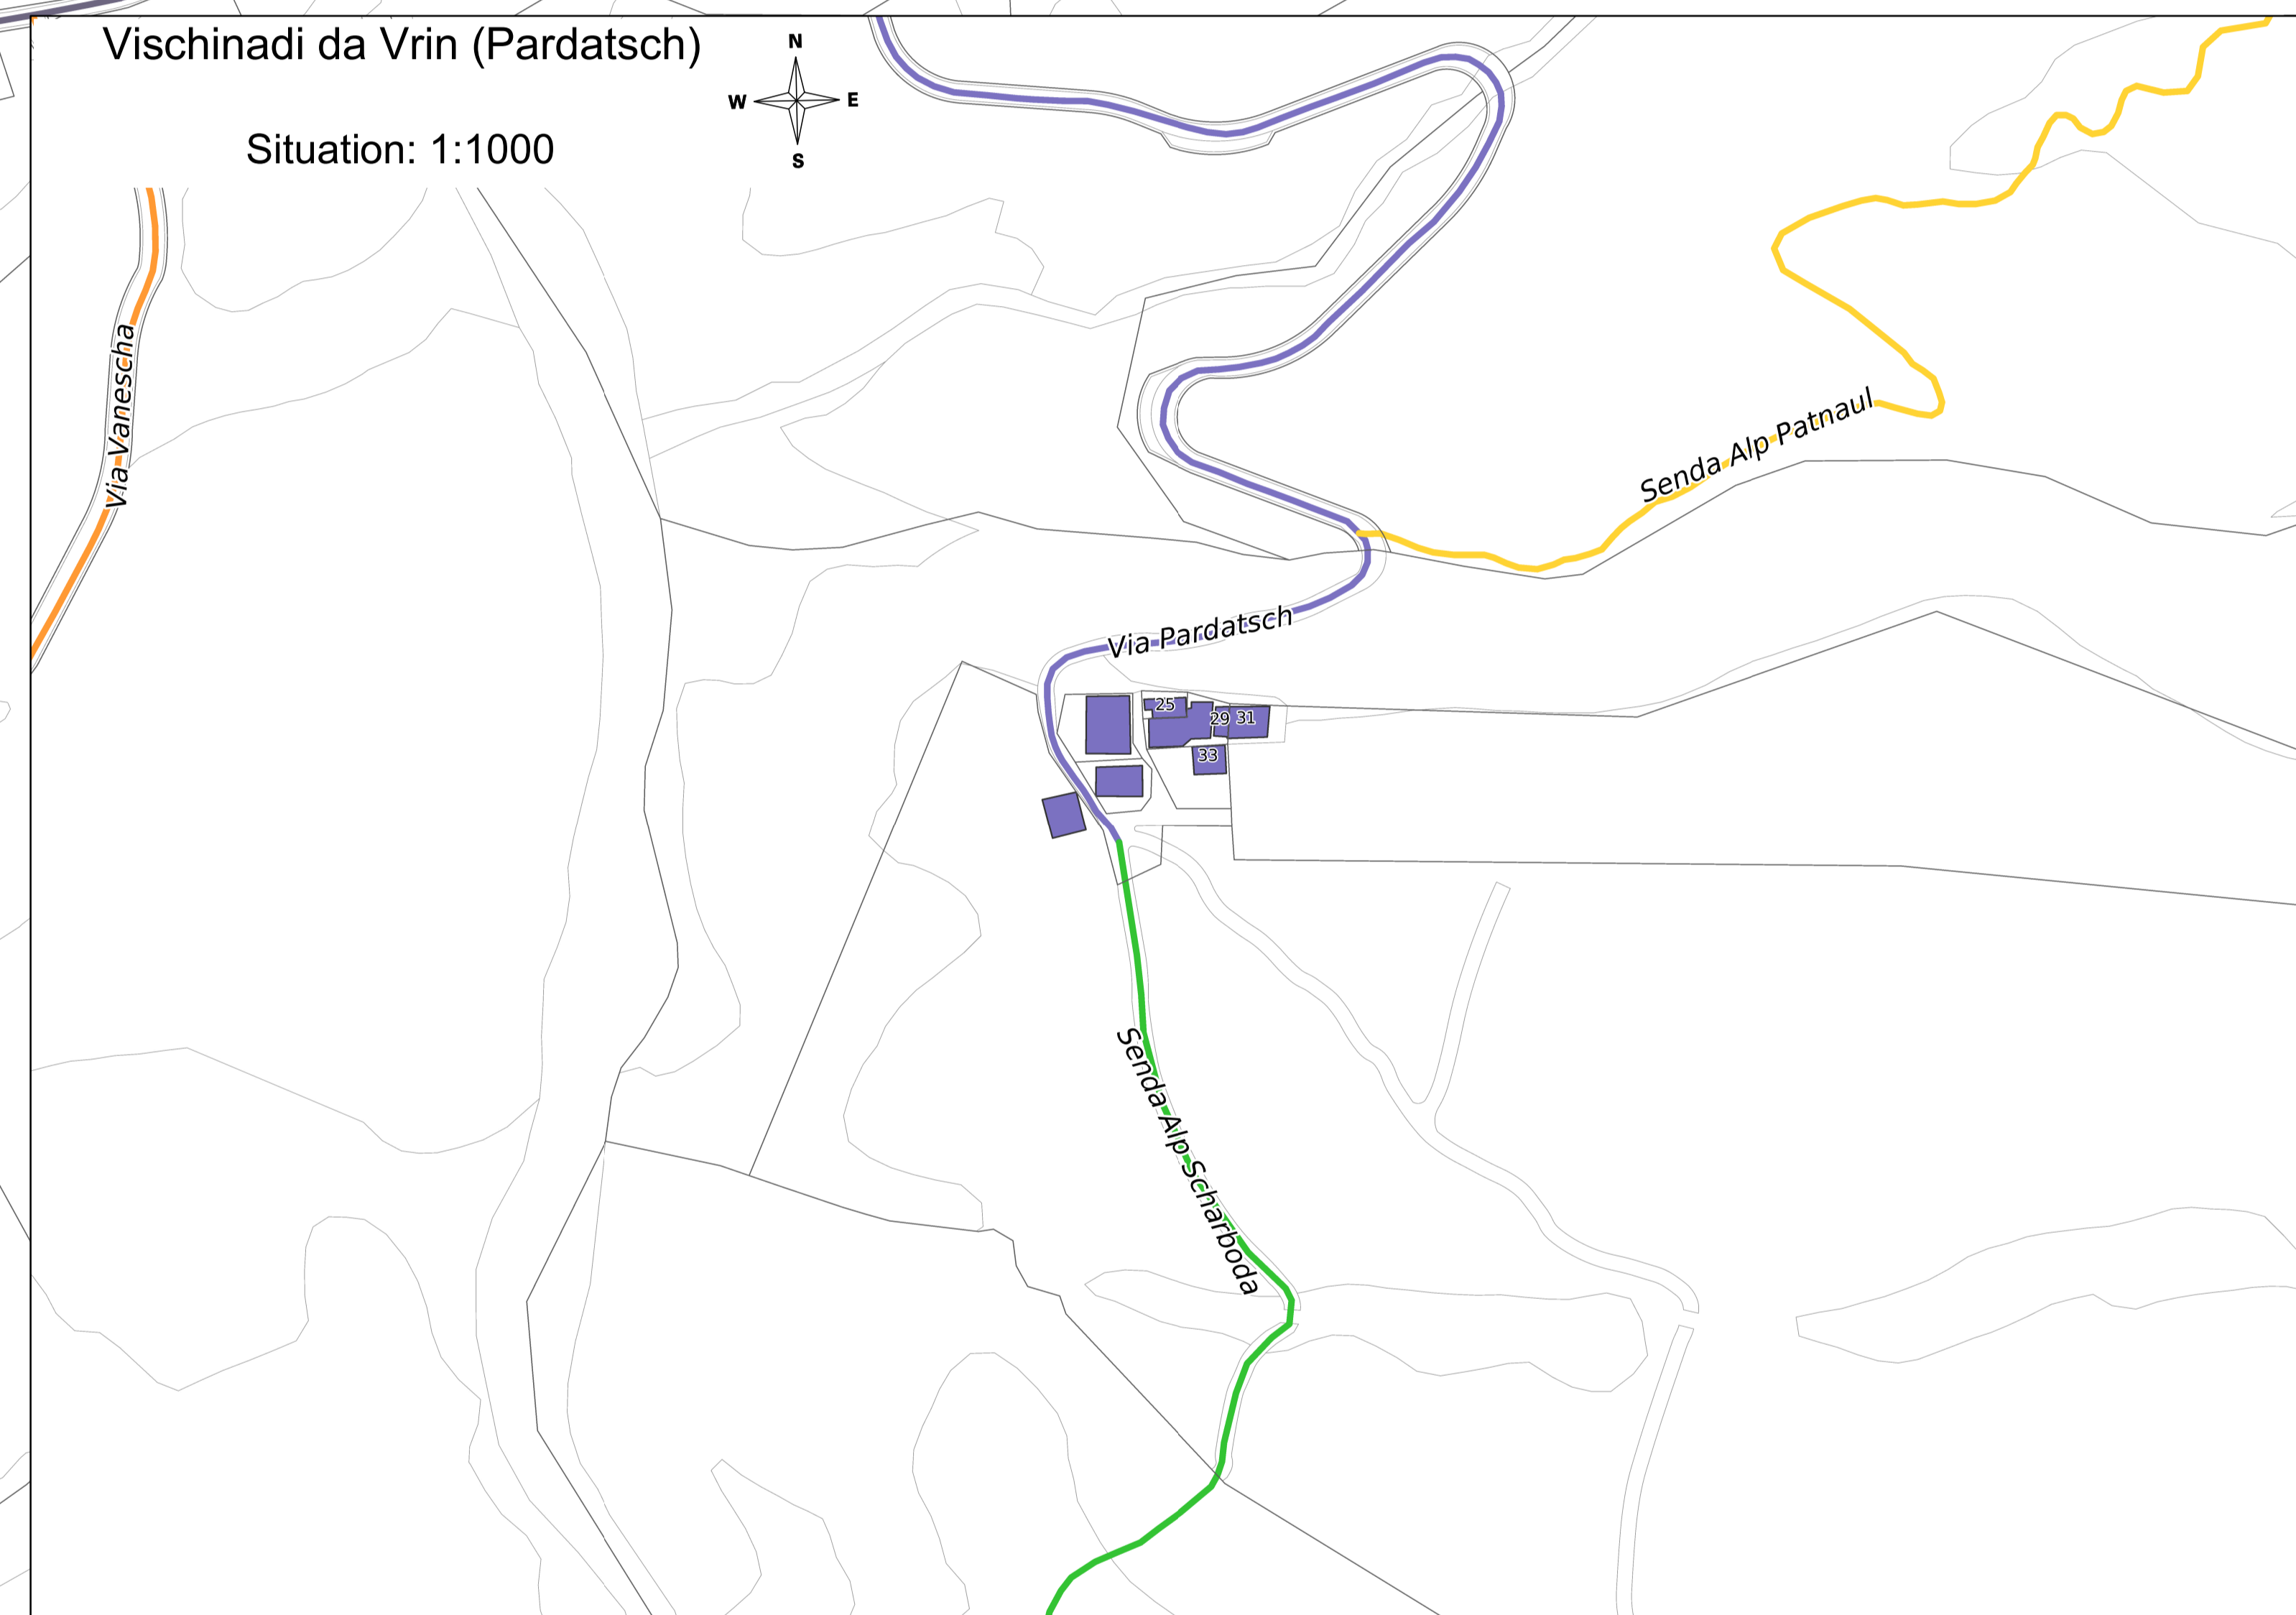 Vischinadi da Vrin (Pardatsch)
Situation: 1:1000
N
W
E
S
Via Vanescha
Senda Alp Patnaul
Via Pardatsch
25
29
31
33
Senda Alp Scharboda